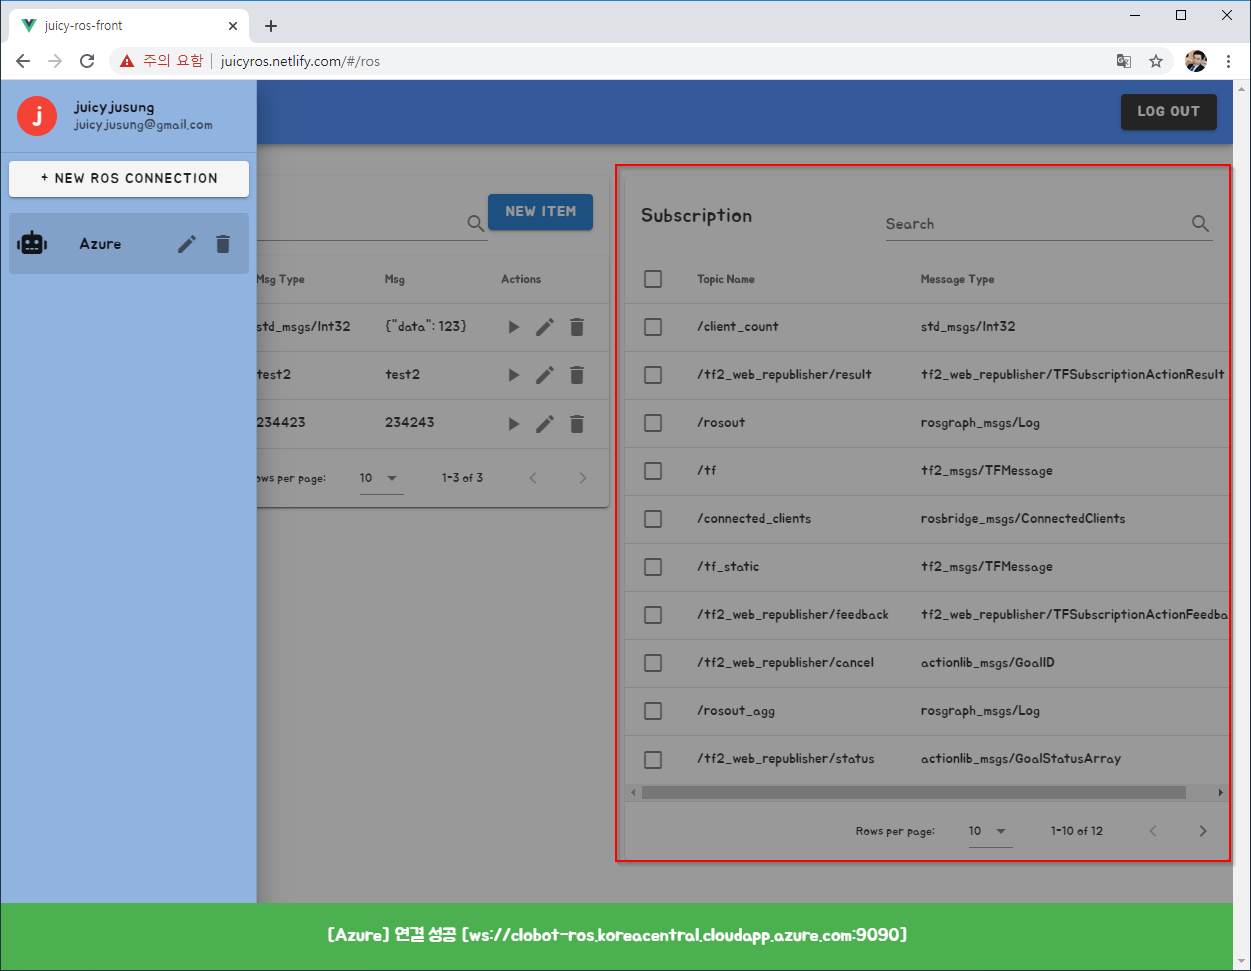 juicy-ros-front
주의 요함 juicyros.netlify.com/#/ros
j
juicyjusung
juicyjusung@gmail.com
LOG OUT
+ NEW ROS CONNECTION
Azure
NEW ITEM
Msg Type Msg Actions
std_msgs/Int32 {"data": 123}
test2 test2
234423 234243
ows per page: 10 1-3 of 3
Subscription
Search
Topic Name Message Type
/client_count std_msgs/Int32
/tf2_web_republisher/result tf2_web_republisher/TFSubscriptionActionResult
/rosout rosgraph_msgs/Log
/tf tf2_msgs/TFMessage
/connected_clients rosbridge_msgs/ConnectedClients
/tf_static tf2_msgs/TFMessage
/tf2_web_republisher/feedback tf2_web_republisher/TFSubscriptionActionFeedba
/tf2_web_republisher/cancel actionlib_msgs/GoalID
/rosout_agg rosgraph_msgs/Log
/tf2_web_republisher/status actionlib_msgs/GoalStatusArray
Rows per page: 10 1-10 of 12
[Azure] 연결 성공 [ws://clobot-ros.koreacentral.cloudapp.azure.com:9090]